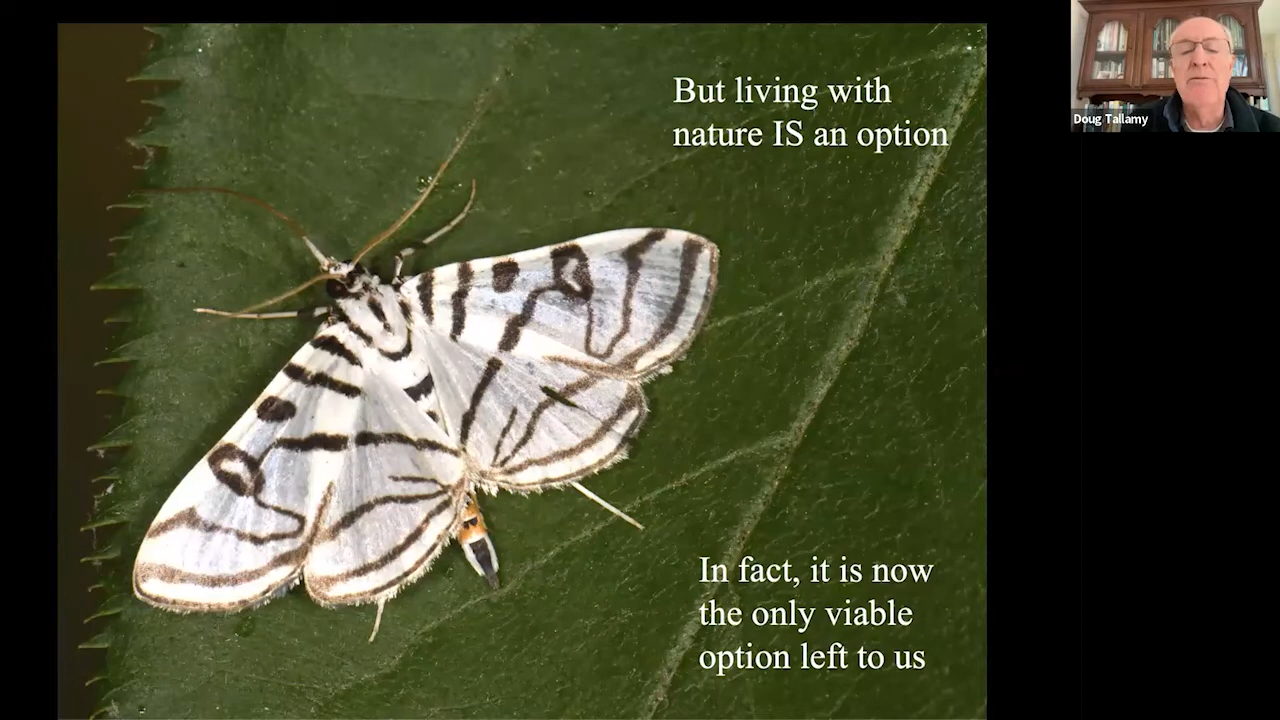 But living with
nature IS an option
Doug Tallamy
In fact, it is now
the only viable
option left to us